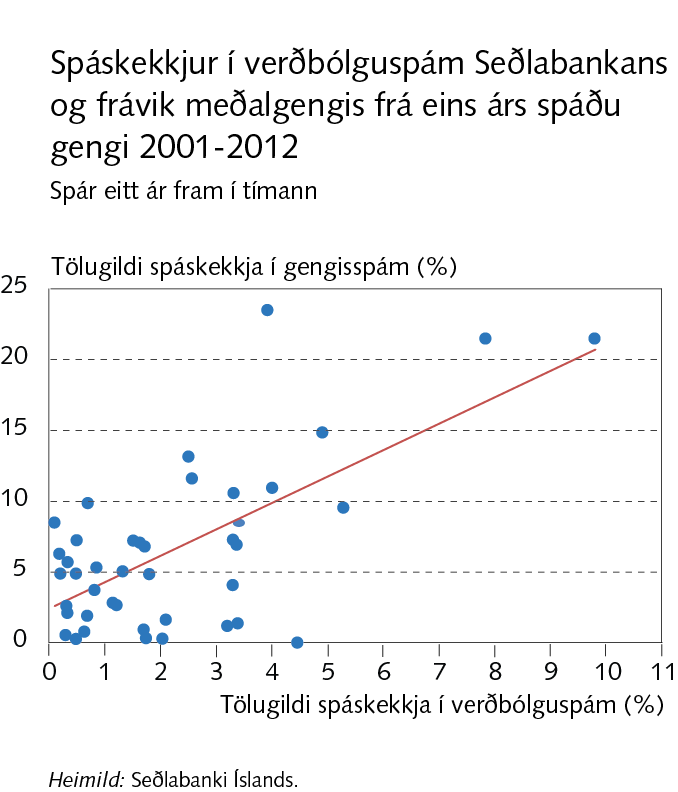 Spáskekkjur í verðbólguspám Seðlabankans
og frávik meðalgengis frá eins árs spáðu
gengi 2001-2012
Spár eitt ár fram í tímann
Tölugildi spáskekkja í gengisspám (%)
25
20
15
10
5
0
0 1 2 3 4 5 6 7 8 9 10 11
Tölugildi spáskekkja í verðbólguspám (%)
Heimild: Seðlabanki Íslands.